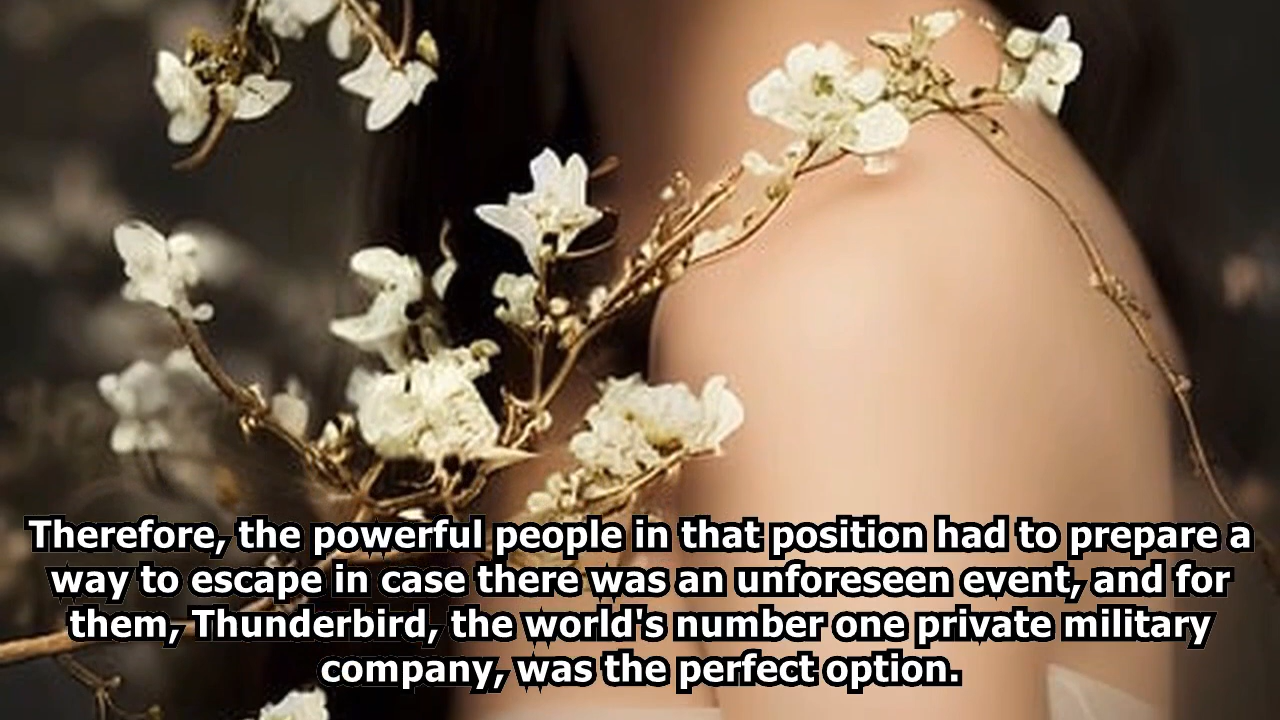 Therefore, the powerful people in that position had to prepare a
way to escape in case there was an unforeseen event, and for
them, Thunderbird, the world's number one private military
company, was the perfect option.